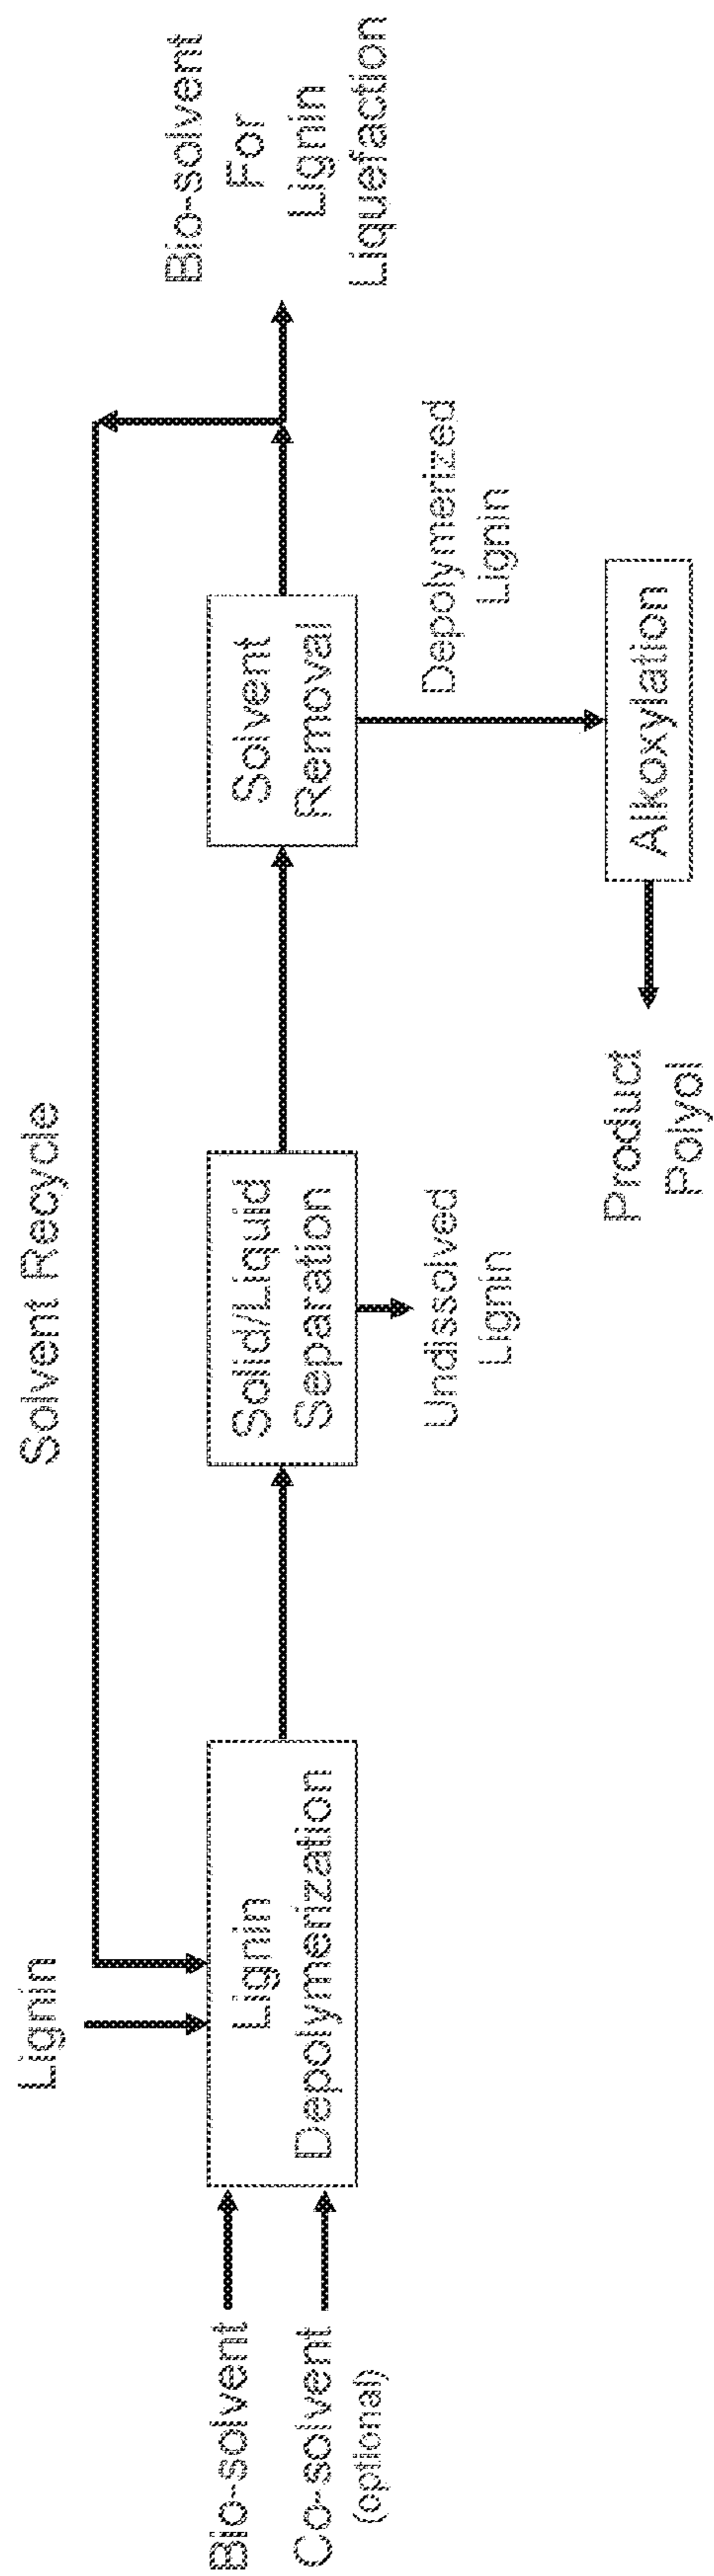 Solvent Recycle
Lignin
Bio-solvent
Co-solvent
(optional)
Lignin
Depolymerization
Solid/Liquid
Separation
Undissolved
Lignin
Solvent
Removal
Bio-solvent
For
Lignin
Liquefaction
Depolymerized
Lignin
Alkoxylation
Product
Polyol